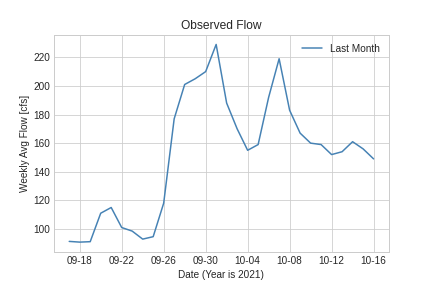 Observed Flow
Last Month
Weekly Avg Flow [cfs]
220
200
180
160
140
120
100
09-18 09-22 09-26 09-30 10-04 10-08 10-12 10-16
Date (Year is 2021)